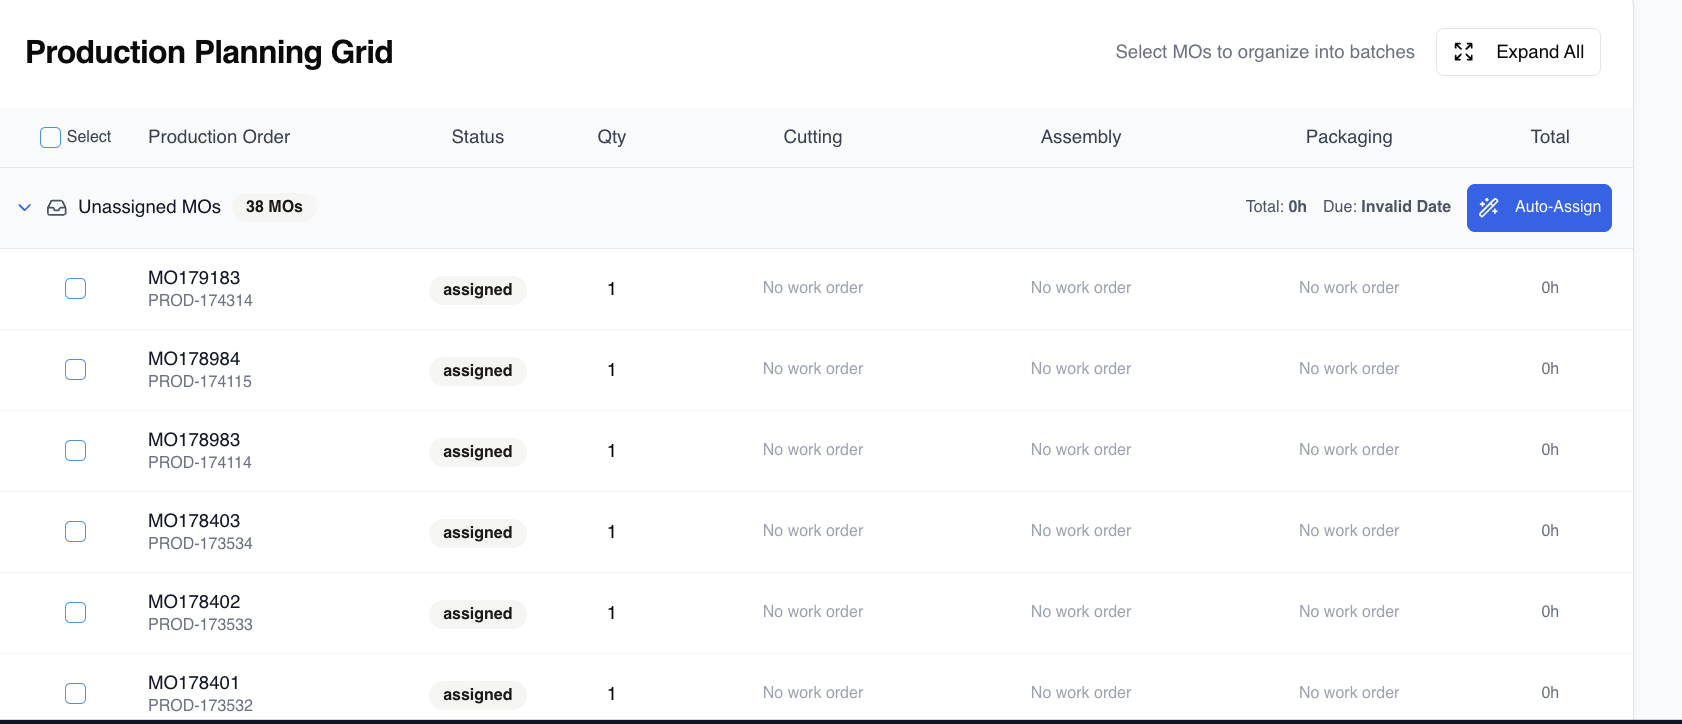 Production Planning Grid
Select MOs to organize into batches
Expand All
Select Production Order Status Qty Cutting Assembly Packaging Total
Unassigned MOs 38 MOs Total: 0h Due: Invalid Date Auto-Assign
MO179183
PROD-174314
assigned 1 No work order No work order No work order 0h
MO178984
PROD-174115
assigned 1 No work order No work order No work order 0h
MO178983
PROD-174114
assigned 1 No work order No work order No work order 0h
MO178403
PROD-173534
assigned 1 No work order No work order No work order 0h
MO178402
PROD-173533
assigned 1 No work order No work order No work order 0h
MO178401
PROD-173532
assigned 1 No work order No work order No work order 0h